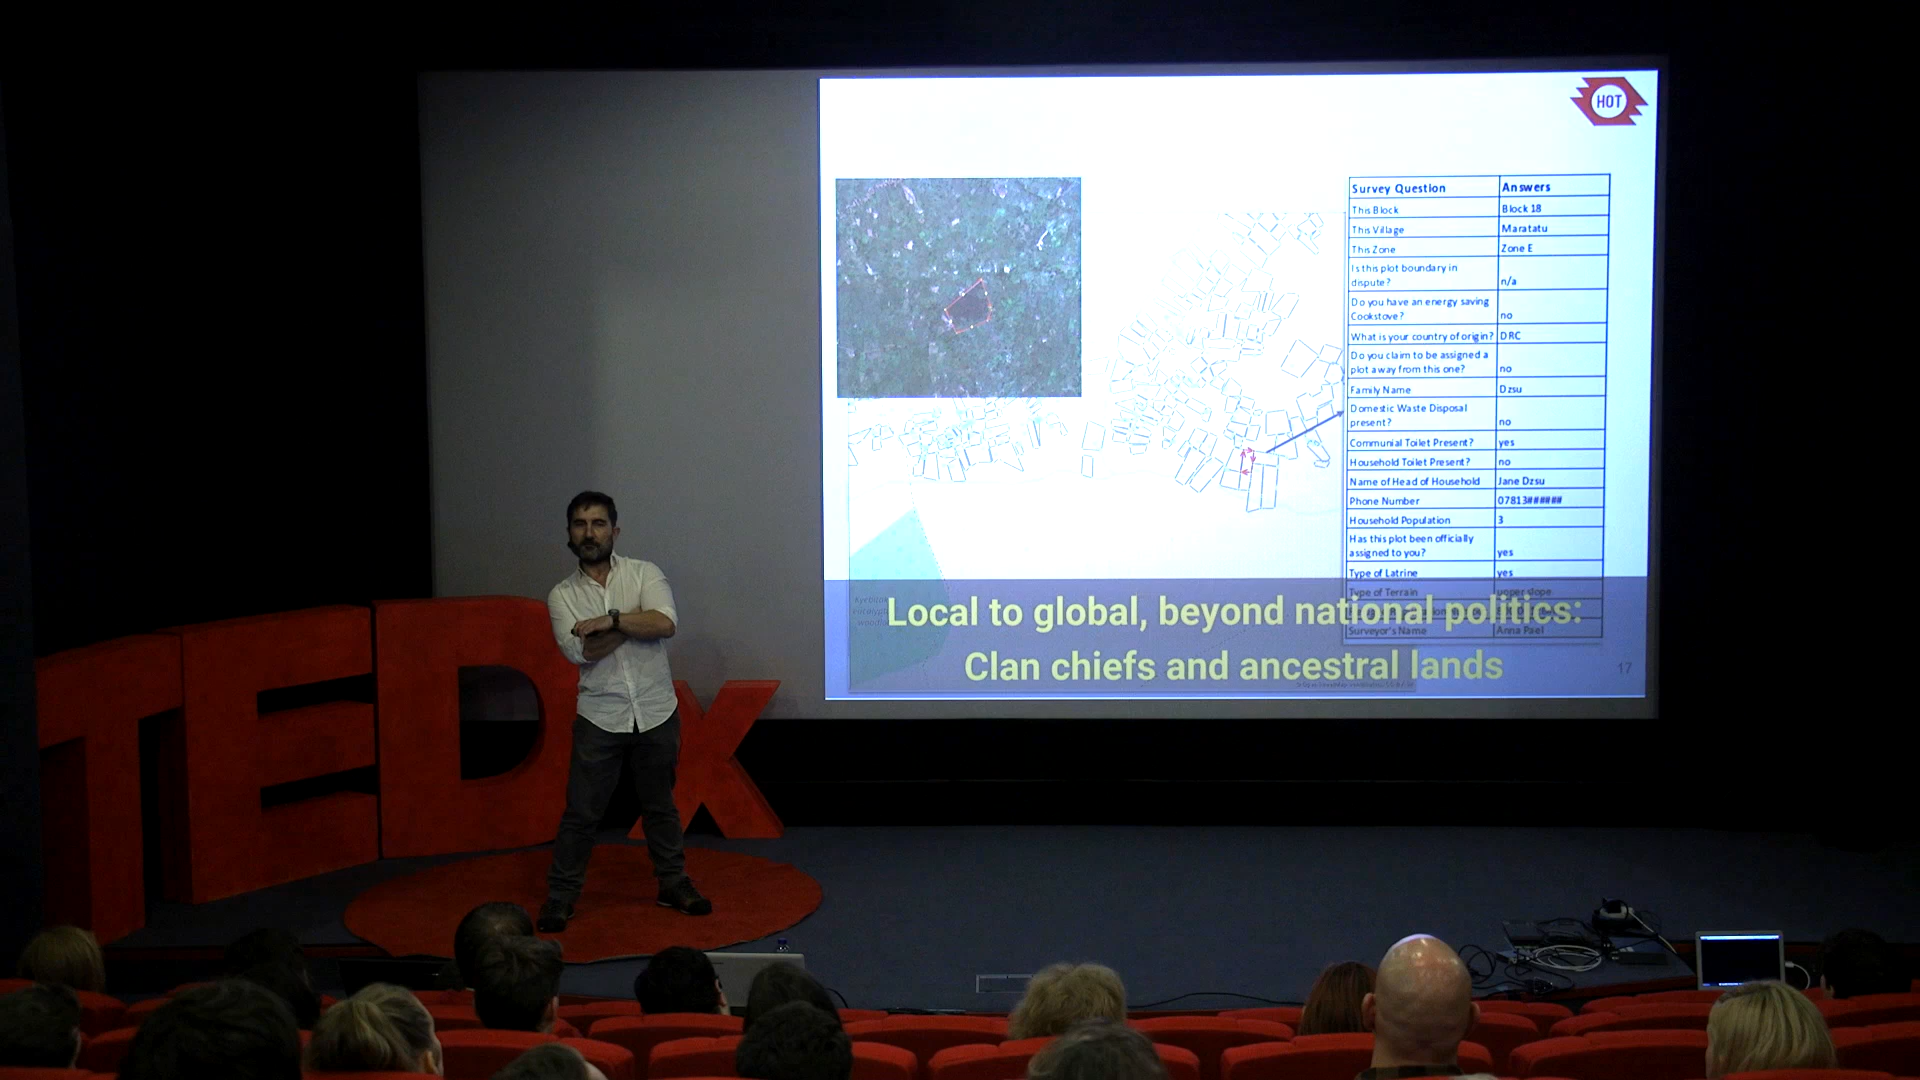 HOT
Survey Question Answers
This Block Block 18
This Village Maratatu
This Zone Zone E
Is this plot boundary in
dispute? n/a
Do you have an energy saving
Cookstove? no
What is your country of origin? DRC
Do you claim to be assigned a
plot away from this one? no
Family Name Dzsu
Domestic Waste Disposal
present? no
Communial Toilet Present? yes
Household Toilet Present? no
Name of Head of Household Jane Dzsu
Phone Number 07813######
Household Population 3
Has this plot been officially
assigned to you? yes
Type of Latrine yes
Type of Terrain upper slope
Surveyor's Name Anna Pael
Local to global, beyond national politics:
Clan chiefs and ancestral lands
17
TEDx